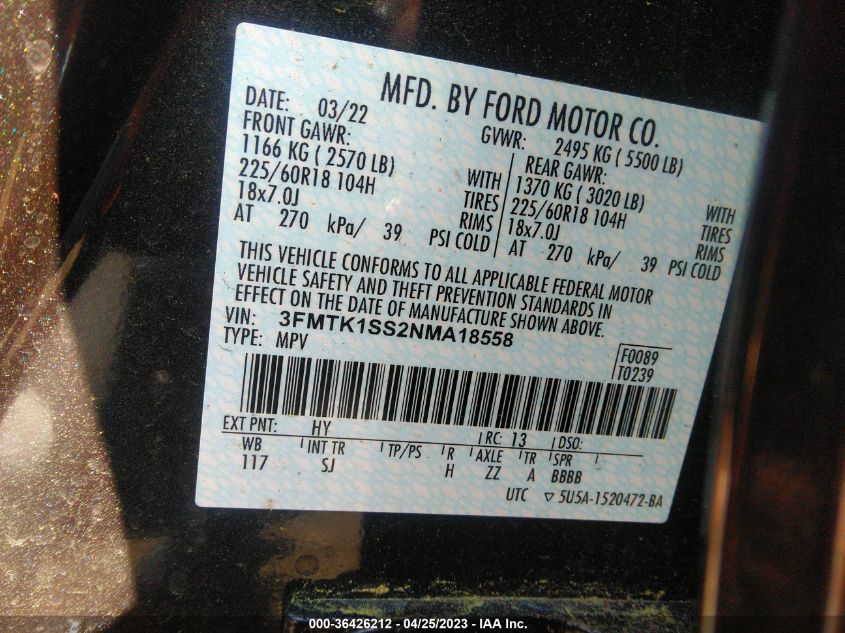 MFD. BY FORD MOTOR CO.
DATE: 03/22 GVWR: 2495 KG ( 5500 LB)
FRONT GAWR: REAR GAWR:
1166 KG ( 2570 LB) WITH 1370 KG ( 3020 LB) WITH
225/60R18 104H TIRES 225/60R18 104H TIRES
18x7.0J RIMS 18x7.0J RIMS
AT 270 kPa/ 39 PSI COLD AT 270 kPa/ 39 PSI COLD
THIS VEHICLE CONFORMS TO ALL APPLICABLE FEDERAL MOTOR
VEHICLE SAFETY AND THEFT PREVENTION STANDARDS IN
EFFECT ON THE DATE OF MANUFACTURE SHOWN ABOVE.
VIN: 3FMTK1SS2NMA18558
TYPE: MPV
F0089
T0239
EXT PNT: HY RC: 13 DSO:
WB INT TR TP/PS R AXLE TR SPR
117 SJ H ZZ A BBBB
UTC ▽ 5U5A-1520472-BA
000-36426212 - 04/25/2023 - IAA Inc.